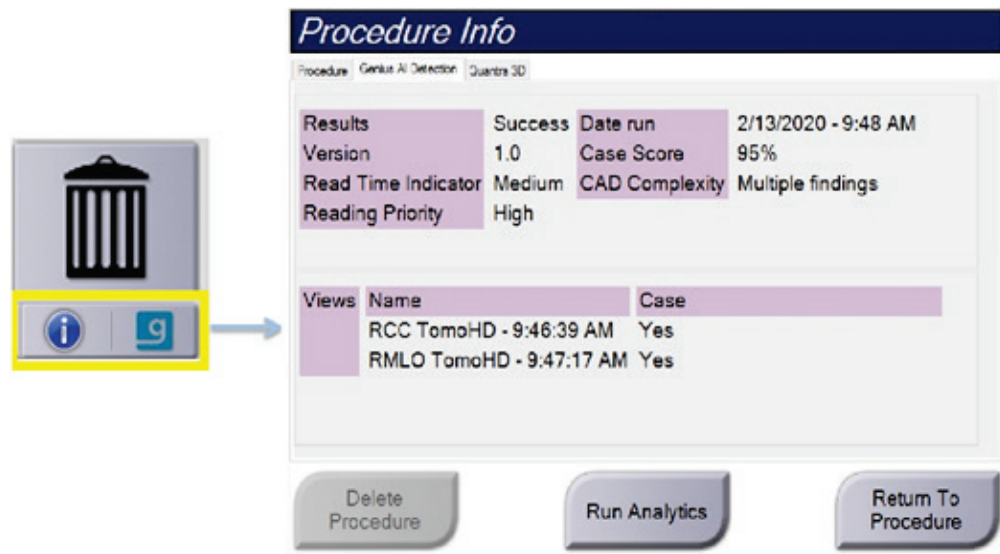 Procedure Info
Procedure Genius AI Detection Quantra 3D
Results Success Date run 2/13/2020 - 9:48 AM
Version 1.0 Case Score 95%
Read Time Indicator Medium CAD Complexity Multiple findings
Reading Priority High
Views Name Case
RCC TomoHD - 9:46:39 AM Yes
RMLO TomoHD - 9:47:17 AM Yes
i g
Delete Procedure
Run Analytics
Return To Procedure